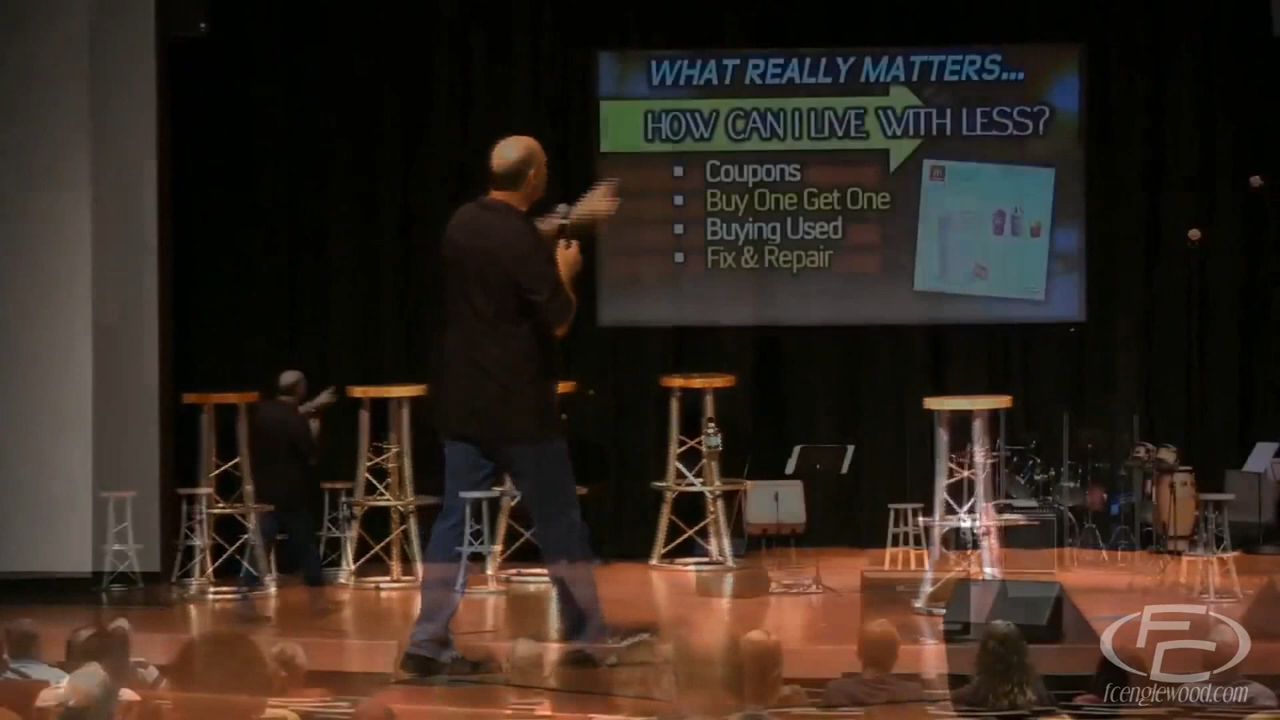 WHAT REALLY MATTERS...
HOW CAN I LIVE WITH LESS?
Coupons
Buy One Get One
Buying Used
Fix & Repair
FC
fcenglewood.com